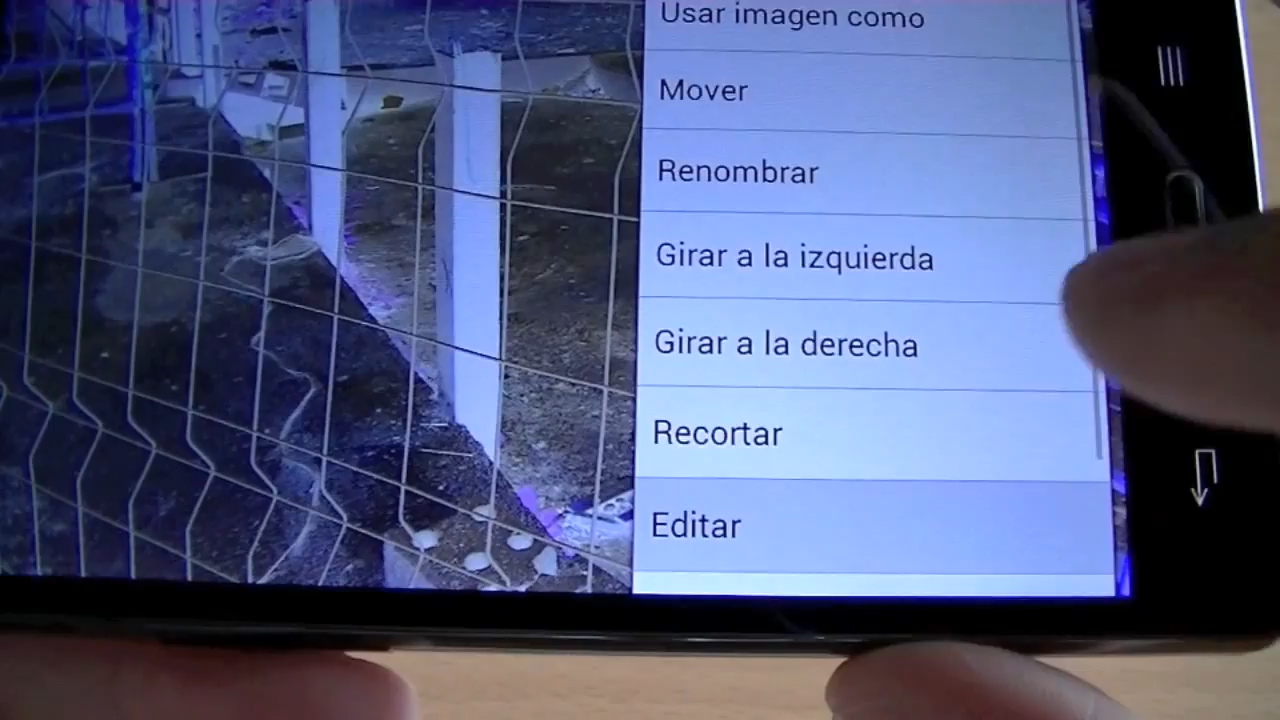 Usar imagen como
Mover
Renombrar
Girar a la izquierda
Girar a la derecha
Recortar
Editar